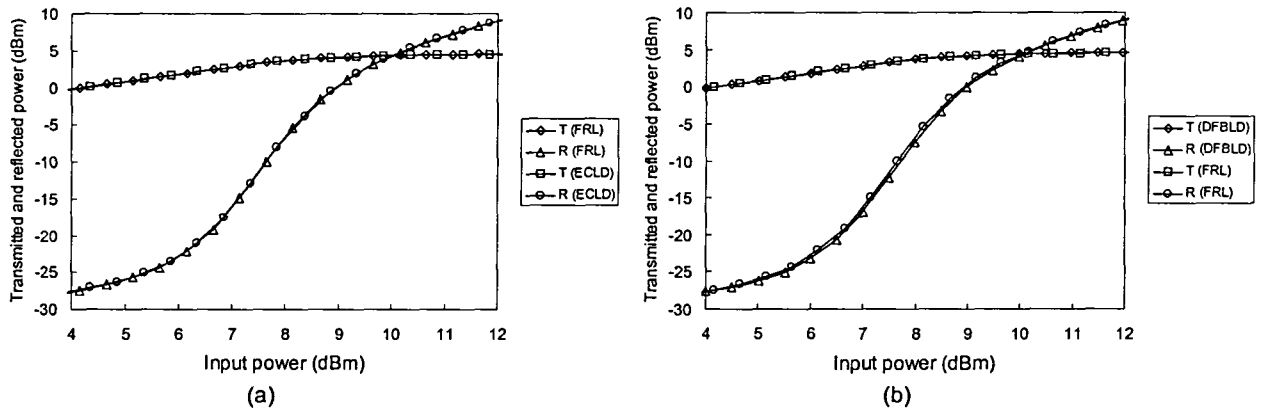 Transmitted and reflected power (dBm)
10
5
0
-5
-10
-15
-20
-25
-30
4 5 6 7 8 9 10 11 12
Input power (dBm)
T (FRL)
R (FRL)
T (ECLD)
R (ECLD)
(a)
Transmitted and reflected power (dBm)
10
5
0
-5
-10
-15
-20
-25
-30
4 5 6 7 8 9 10 11 12
Input power (dBm)
T (DFBLD)
R (DFBLD)
T (FRL)
R (FRL)
(b)